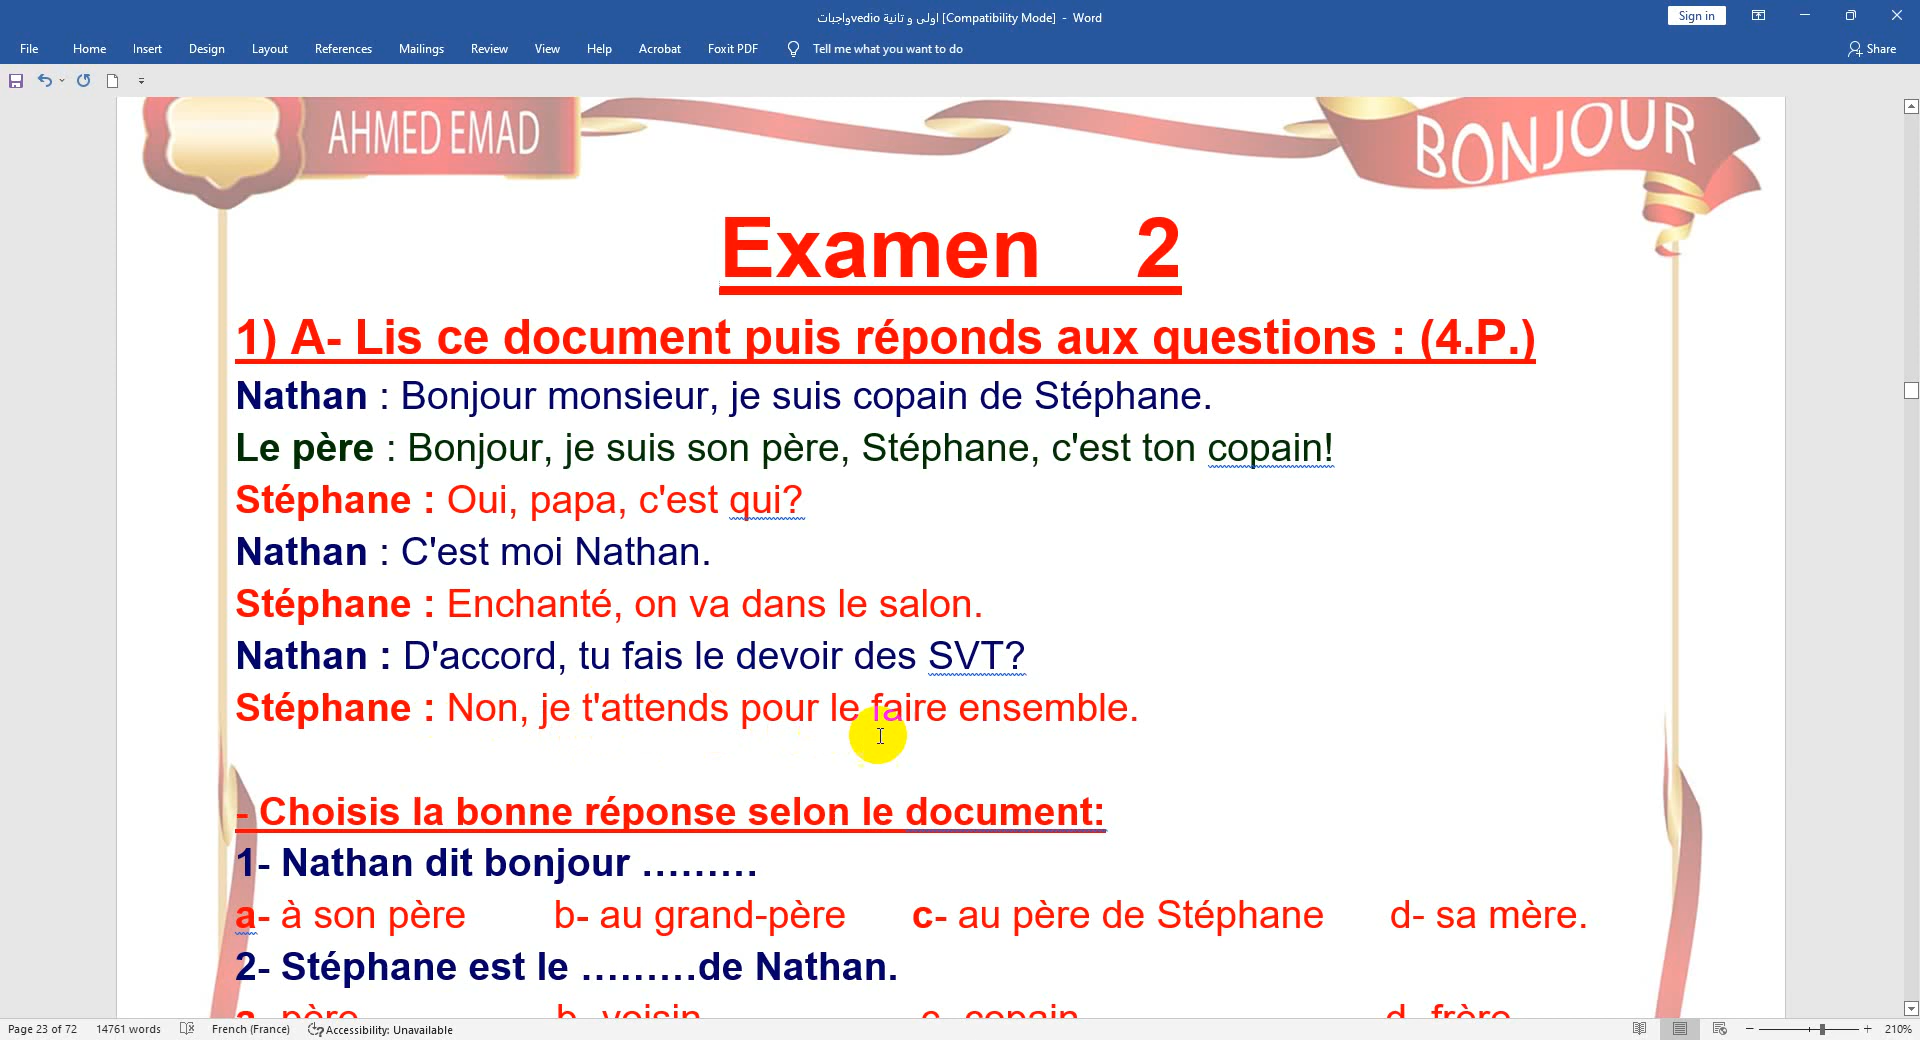 واجباتvedio اولى و تانية [Compatibility Mode] - Word
Sign in
File Home Insert Design Layout References Mailings Review View Help Acrobat Foxit PDF Tell me what you want to do Share
AHMED EMAD
BONJOUR
Examen 2
1) A- Lis ce document puis réponds aux questions : (4.P.)
Nathan : Bonjour monsieur, je suis copain de Stéphane.
Le père : Bonjour, je suis son père, Stéphane, c'est ton copain!
Stéphane : Oui, papa, c'est qui?
Nathan : C'est moi Nathan.
Stéphane : Enchanté, on va dans le salon.
Nathan : D'accord, tu fais le devoir des SVT?
Stéphane : Non, je t'attends pour le faire ensemble.
- Choisis la bonne réponse selon le document:
1- Nathan dit bonjour ………
a- à son père b- au grand-père c- au père de Stéphane d- sa mère.
2- Stéphane est le ………de Nathan.
a- père b- voisin c- copain d- frère
Page 23 of 72 14761 words French (France) Accessibility: Unavailable 210%